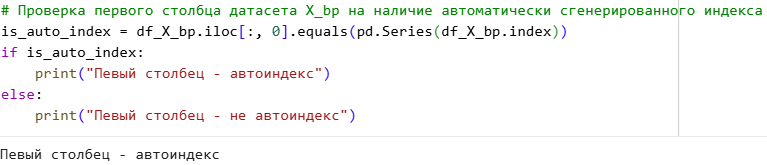 # Проверка первого столбца датасета X_bp на наличие автоматически сгенерированного индекса
is_auto_index = df_X_bp.iloc[:, 0].equals(pd.Series(df_X_bp.index))
if is_auto_index:
    print("Певый столбец - автоиндекс")
else:
    print("Певый столбец - не автоиндекс")
Певый столбец - автоиндекс